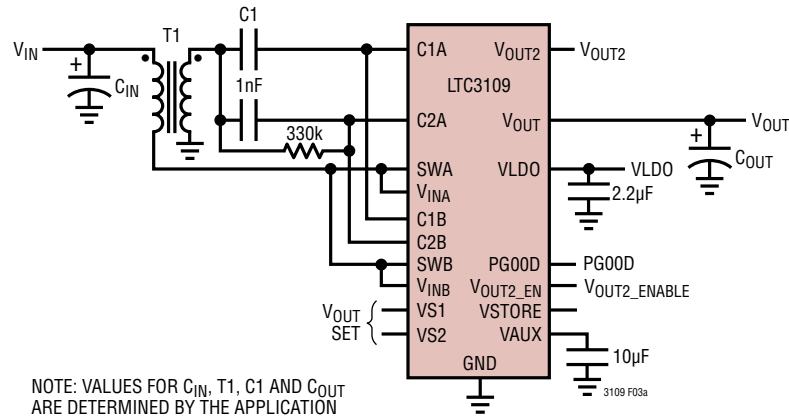 C1
T1
VIN
+
CIN
1nF
330k
C1A
VOUT2
VOUT2
LTC3109
C2A
VOUT
VOUT
+
COUT
SWA
VLDO
VLDO
2.2µF
VINA
C1B
C2B
SWB
PG00D
PG00D
VINB
VOUT2_EN
VOUT2_ENABLE
VOUT
SET
VS1
VSTORE
VS2
VAUX
10µF
GND
3109 F03a
NOTE: VALUES FOR CIN, T1, C1 AND COUT
ARE DETERMINED BY THE APPLICATION